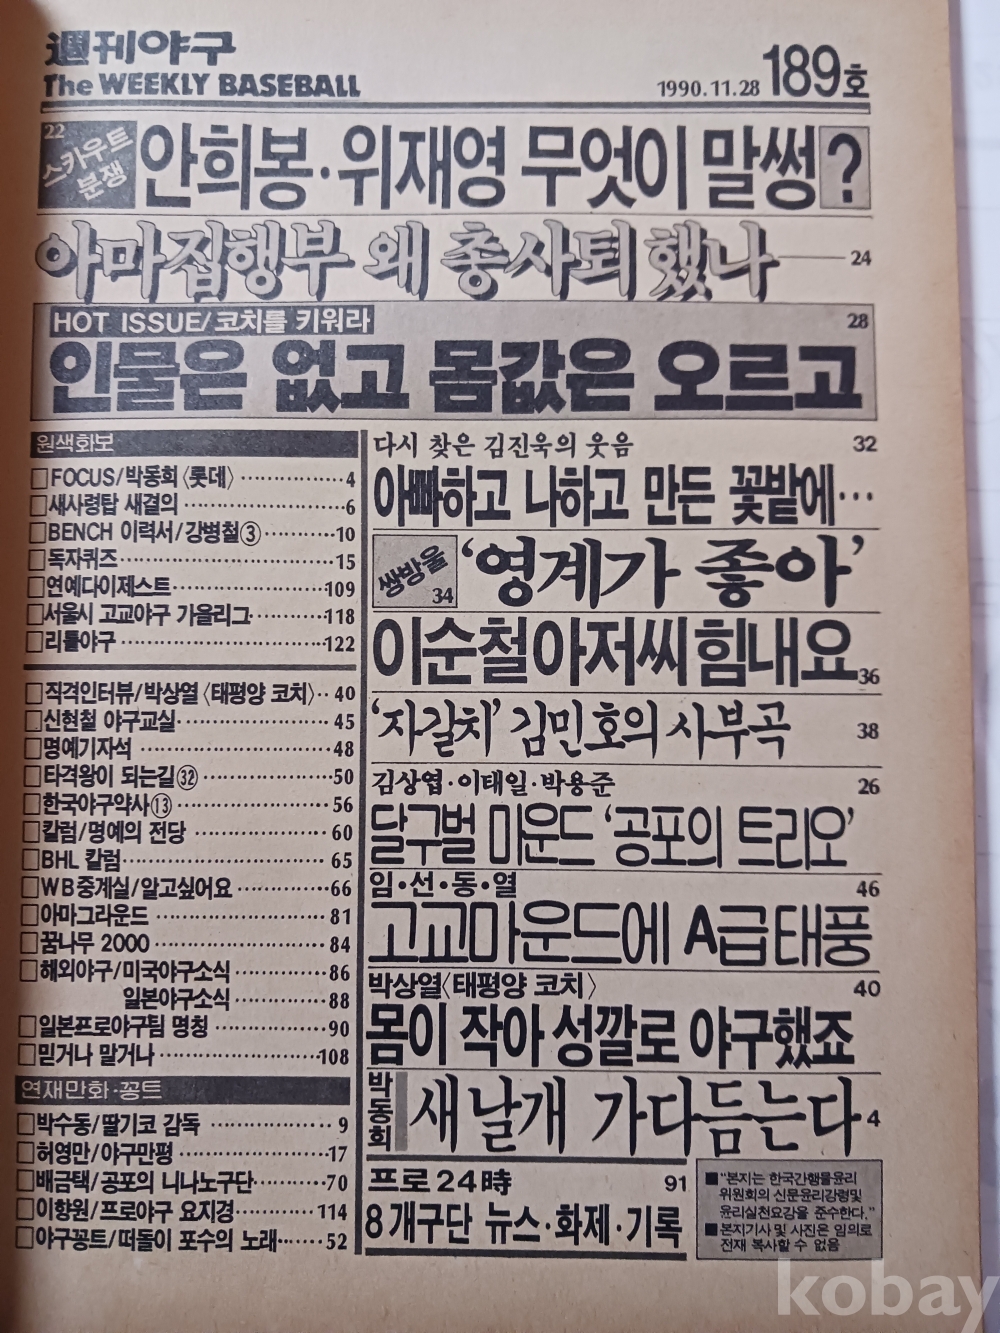 週刊야구
The WEEKLY BASEBALL
1990.11.28 189호
22
스카우트
분쟁
안희봉·위재영 무엇이 말썽?
아마집행부 왜 총사퇴했나 24
HOT ISSUE/코치를 키워라 28
인물은 없고 몸값은 오르고
원색화보
□FOCUS/박동희〈롯데〉 4
□새사령탑 새결의 6
□BENCH 이력서/강병철③ 10
□독자퀴즈 15
□연예다이제스트 109
□서울시 고교야구 가을리그 118
□리틀야구 122
□직격인터뷰/박상열〈태평양 코치〉 40
□신현철 야구교실 45
□명예기자석 48
□타격왕이 되는길㉜ 50
□한국야구약사⑬ 56
□칼럼/명예의 전당 60
□BHL 칼럼 65
□WB중계실/알고싶어요 66
□아마그라운드 81
□꿈나무 2000 84
□해외야구/미국야구소식 86
일본야구소식 88
□일본프로야구팀 명칭 90
□믿거나 말거나 108
연재만화·꽁트
□박수동/딸기코 감독 9
□허영만/야구만평 17
□배금택/공포의 니나노구단 70
□이향원/프로야구 요지경 114
□야구꽁트/떠돌이 포수의 노래 52
다시 찾은 김진욱의 웃음 32
아빠하고 나하고 만든 꽃밭에…
쌍방울
34
'영계가 좋아'
이순철아저씨힘내요 36
'자갈치' 김민호의 사부곡 38
김상엽·이태일·박용준 26
달구벌 마운드 '공포의 트리오'
임·선·동·열 46
고교마운드에 A급태풍
박상열〈태평양 코치〉 40
몸이 작아 성깔로 야구했죠
박동희
새날개 가다듬는다 4
프로24時 91
8개구단 뉴스·화제·기록
■"본지는 한국간행물윤리
위원회의 신문윤리강령및
윤리실천요강을 준수한다."
■본지기사 및 사진은 임의로
전재 복사할 수 없음
kobay